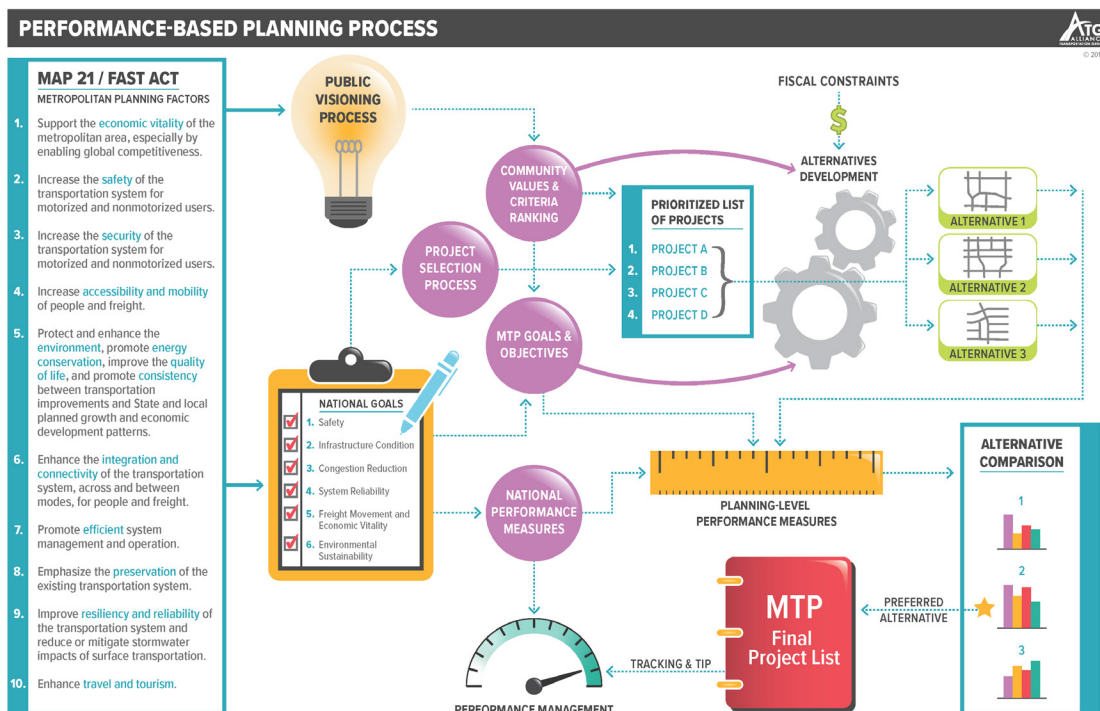 PERFORMANCE-BASED PLANNING PROCESS
ATG
ALLIANCE
MAP 21 / FAST ACT
METROPOLITAN PLANNING FACTORS
1. Support the economic vitality of the
metropolitan area, especially by
enabling global competitiveness.
2. Increase the safety of the
transportation system for
motorized and nonmotorized users.
3. Increase the security of the
transportation system for
motorized and nonmotorized users.
4. Increase accessibility and mobility
of people and freight.
5. Protect and enhance the
environment, promote energy
conservation, improve the quality
of life, and promote consistency
between transportation
improvements and State and local
planned growth and economic
development patterns.
6. Enhance the integration and
connectivity of the transportation
system, across and between
modes, for people and freight.
7. Promote efficient system
management and operation.
8. Emphasize the preservation of the
existing transportation system.
9. Improve resiliency and reliability of
the transportation system and
reduce or mitigate stormwater
impacts of surface transportation.
10. Enhance travel and tourism.
PUBLIC
VISIONING
PROCESS
COMMUNITY
VALUES &
CRITERIA
RANKING
PROJECT
SELECTION
PROCESS
MTP GOALS &
OBJECTIVES
NATIONAL GOALS
1. Safety
2. Infrastructure Condition
3. Congestion Reduction
4. System Reliability
5. Freight Movement and
Economic Vitality
6. Environmental
Sustainability
NATIONAL
PERFORMANCE
MEASURES
PRIORITIZED LIST
OF PROJECTS
1. PROJECT A
2. PROJECT B
3. PROJECT C
4. PROJECT D
FISCAL CONSTRAINTS
$
ALTERNATIVES
DEVELOPMENT
ALTERNATIVE 1
ALTERNATIVE 2
ALTERNATIVE 3
PLANNING-LEVEL
PERFORMANCE MEASURES
ALTERNATIVE
COMPARISON
1
2
3
PREFERRED
ALTERNATIVE
MTP
Final
Project List
TRACKING & TIP
PERFORMANCE MANAGEMENT